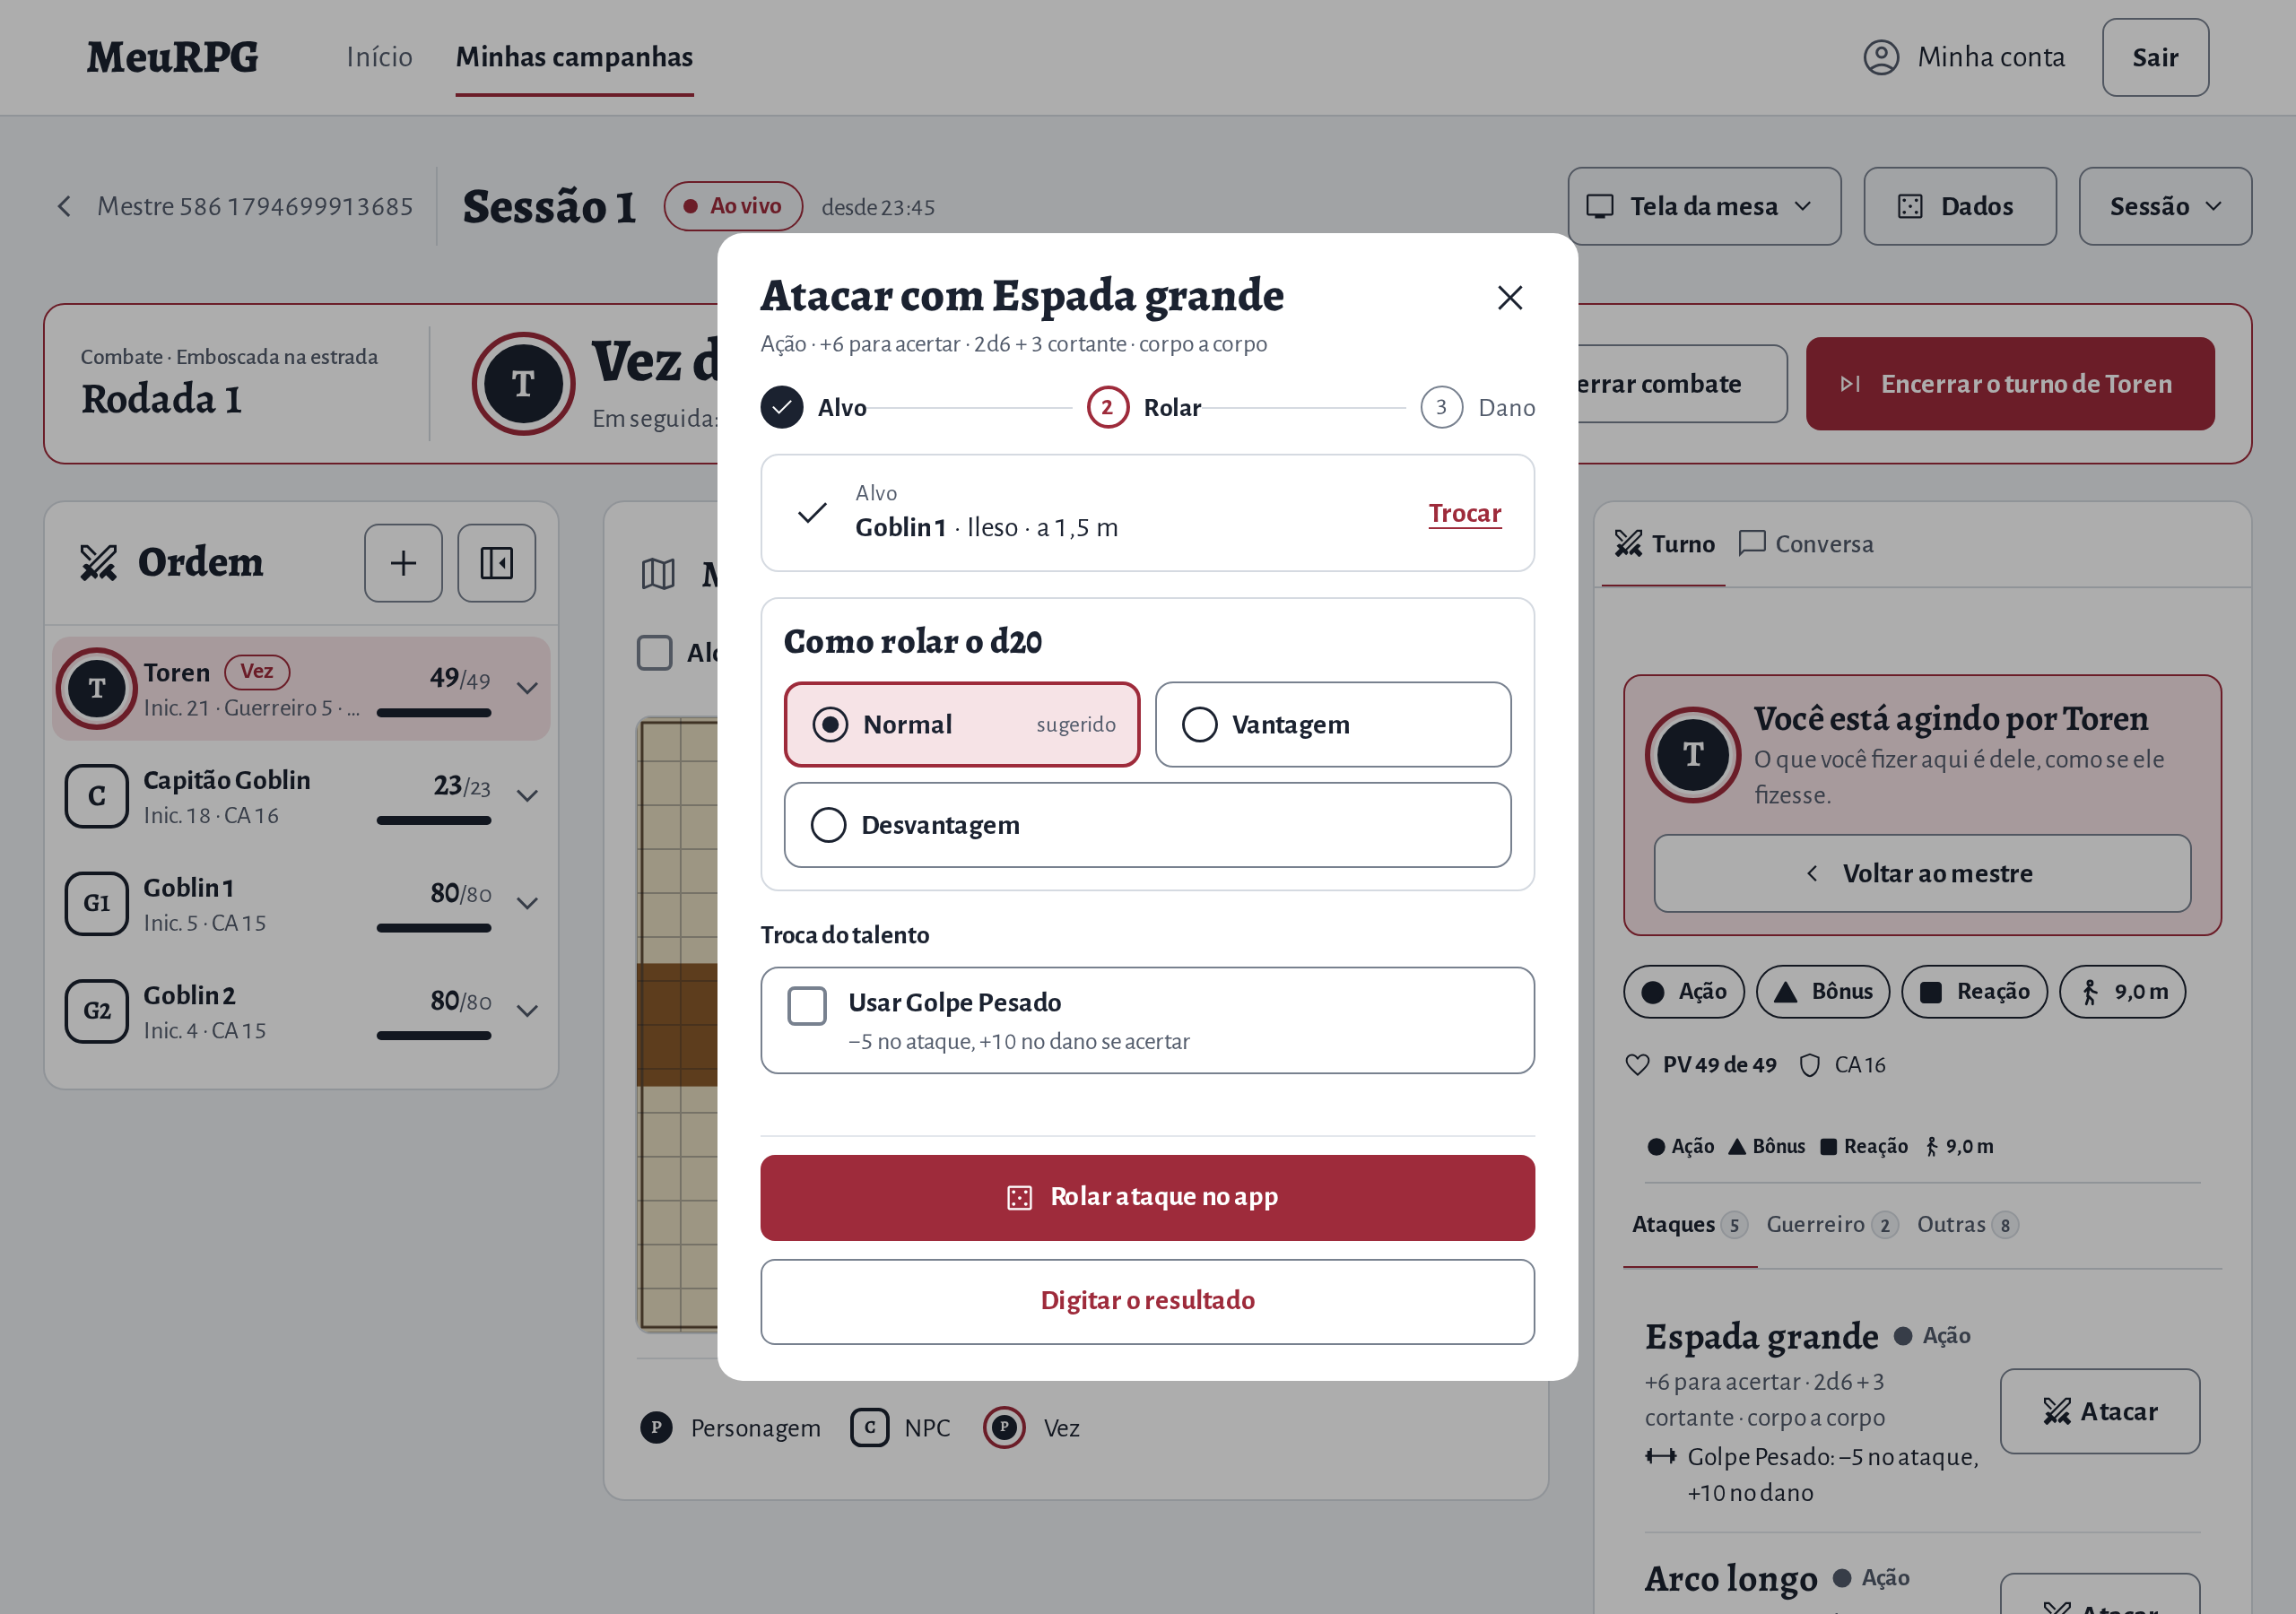 MeuRPG
Início
Minhas campanhas
Minha conta
Sair
Mestre 586 1794699913685
Sessão 1
Ao vivo
desde 23:45
Tela da mesa
Dados
Sessão
Combate · Emboscada na estrada
Rodada 1
T
Vez d
Em seguida:
errar combate
Encerrar o turno de Toren
Ordem
T
Toren
Vez
49/49
Inic. 21 · Guerreiro 5 · ...
C
Capitão Goblin
23/23
Inic. 18 · CA 16
G1
Goblin 1
80/80
Inic. 5 · CA 15
G2
Goblin 2
80/80
Inic. 4 · CA 15
P
Personagem
C
NPC
P
Vez
Atacar com Espada grande
Ação · +6 para acertar · 2d6 + 3 cortante · corpo a corpo
Alvo
2
Rolar
3
Dano
Alvo
Goblin 1 · Ileso · a 1,5 m
Trocar
Como rolar o d20
Normal
sugerido
Vantagem
Desvantagem
Troca do talento
Usar Golpe Pesado
−5 no ataque, +10 no dano se acertar
Rolar ataque no app
Digitar o resultado
Turno
Conversa
T
Você está agindo por Toren
O que você fizer aqui é dele, como se ele
fizesse.
Voltar ao mestre
Ação
Bônus
Reação
9,0 m
PV 49 de 49
CA 16
Ação
Bônus
Reação
9,0 m
Ataques 5
Guerreiro 2
Outras 8
Espada grande
Ação
+6 para acertar · 2d6 + 3
cortante · corpo a corpo
Golpe Pesado: −5 no ataque,
+10 no dano
Atacar
Arco longo
Ação
Atacar